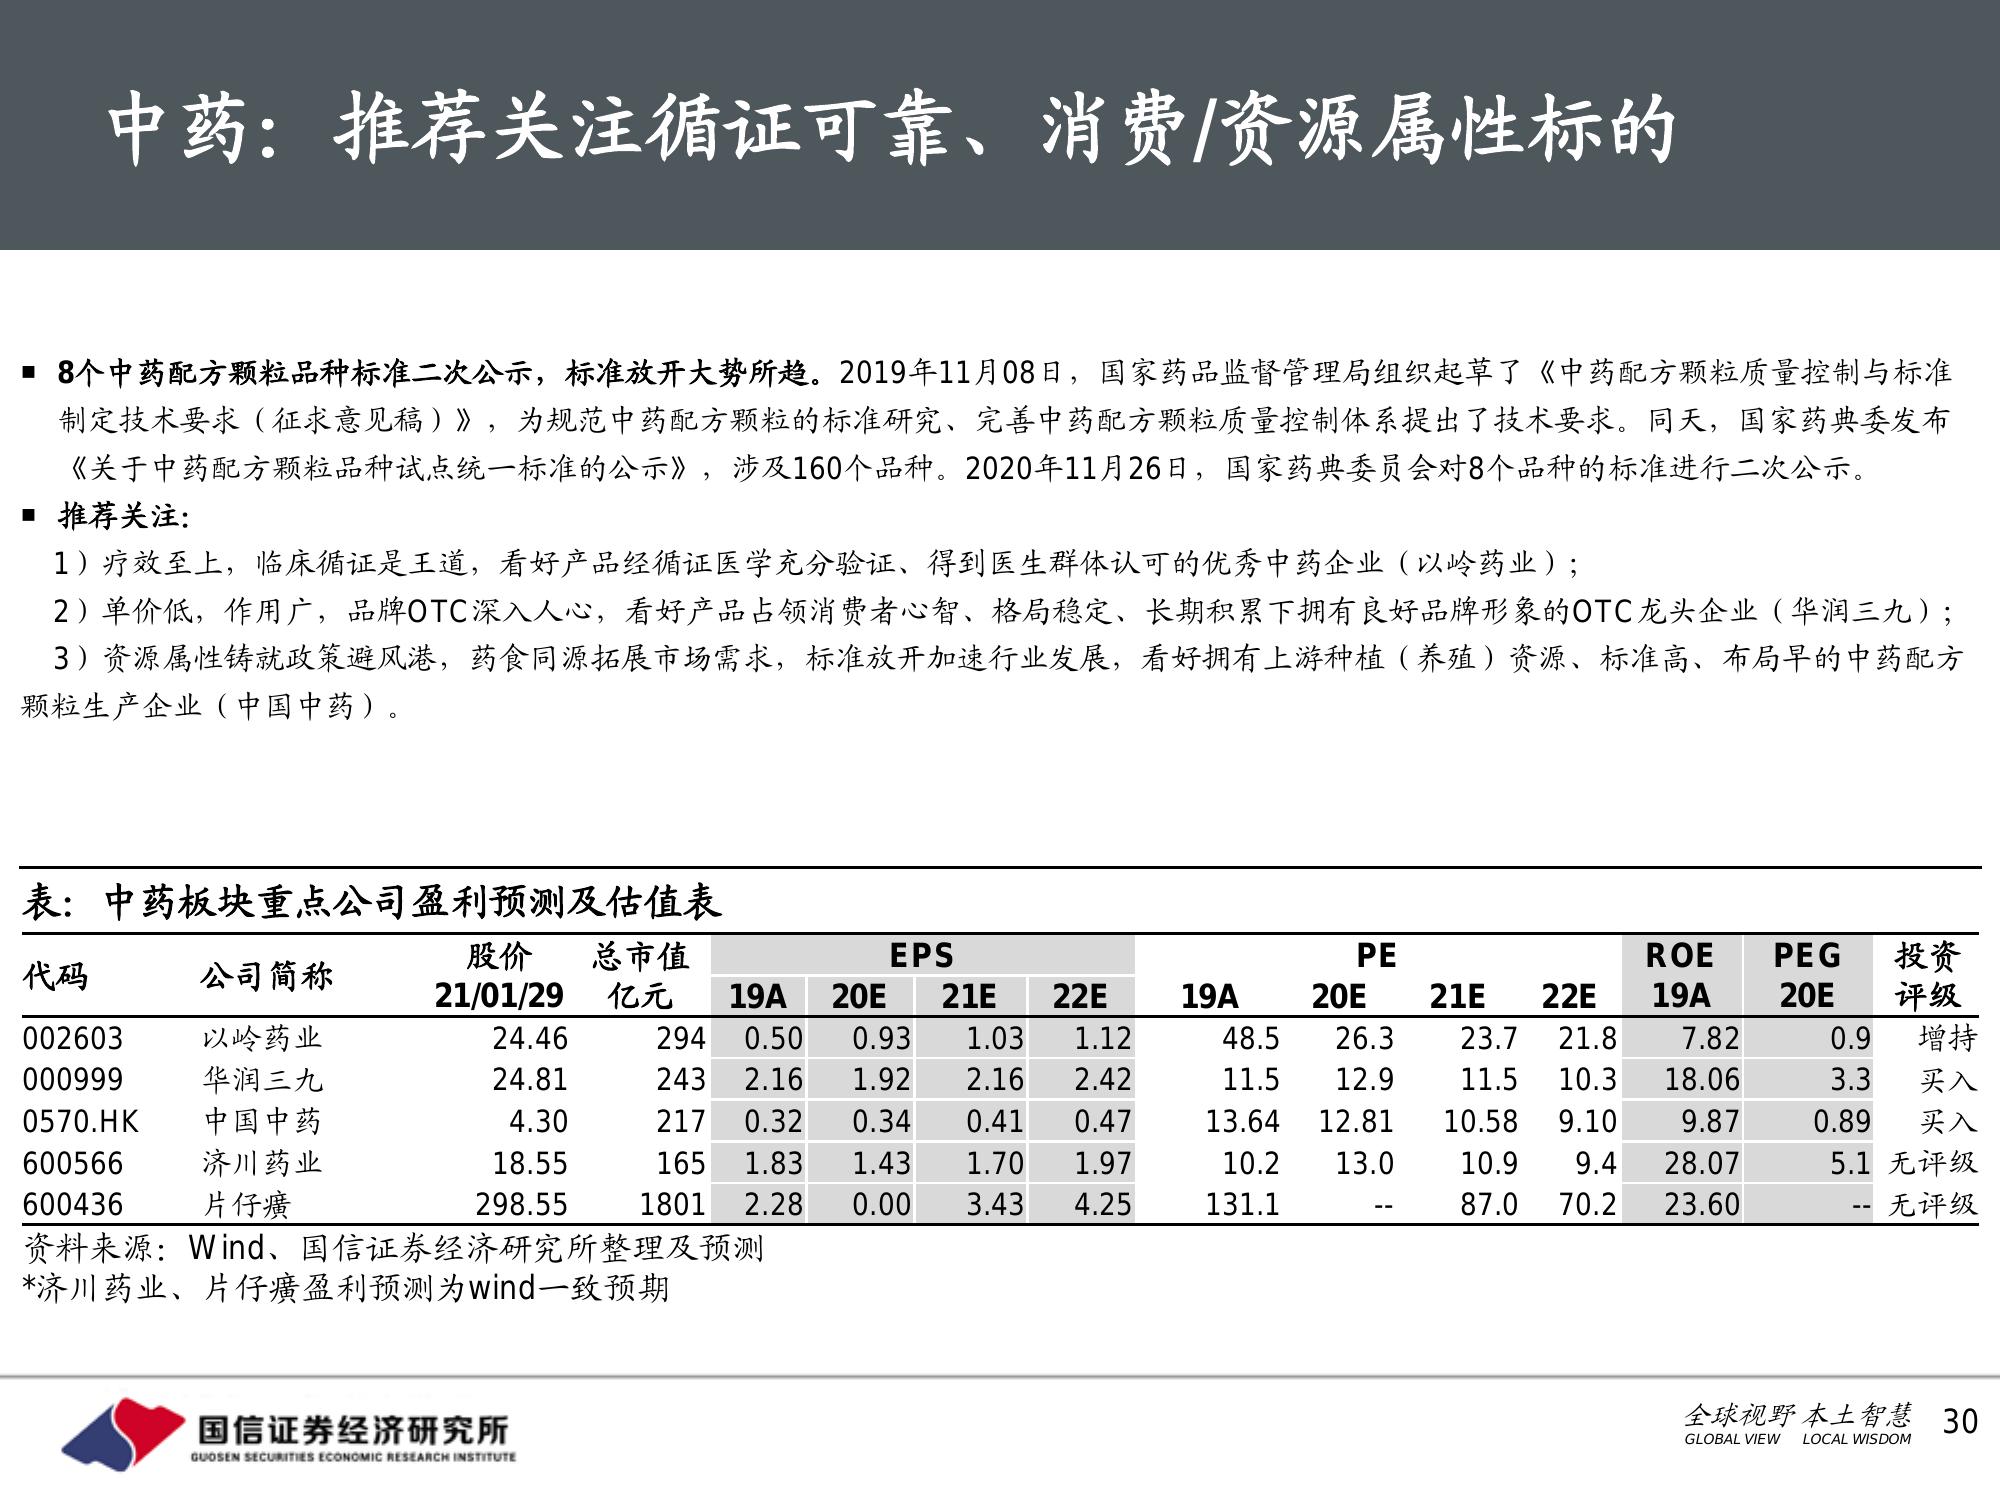 中药：推荐关注循证可靠、消费/资源属性标的
▪ 8个中药配方颗粒品种标准二次公示，标准放开大势所趋。2019年11月08日，国家药品监督管理局组织起草了《中药配方颗粒质量控制与标准
制定技术要求（征求意见稿）》，为规范中药配方颗粒的标准研究、完善中药配方颗粒质量控制体系提出了技术要求。同天，国家药典委发布
《关于中药配方颗粒品种试点统一标准的公示》，涉及160个品种。2020年11月26日，国家药典委员会对8个品种的标准进行二次公示。
▪ 推荐关注：
1）疗效至上，临床循证是王道，看好产品经循证医学充分验证、得到医生群体认可的优秀中药企业（以岭药业）；
2）单价低，作用广，品牌OTC深入人心，看好产品占领消费者心智、格局稳定、长期积累下拥有良好品牌形象的OTC龙头企业（华润三九）；
3）资源属性铸就政策避风港，药食同源拓展市场需求，标准放开加速行业发展，看好拥有上游种植（养殖）资源、标准高、布局早的中药配方
颗粒生产企业（中国中药）。
表：中药板块重点公司盈利预测及估值表
代码 公司简称 股价 总市值 EPS PE ROE PEG 投资
21/01/29 亿元 19A 20E 21E 22E 19A 20E 21E 22E 19A 20E 评级
002603 以岭药业 24.46 294 0.50 0.93 1.03 1.12 48.5 26.3 23.7 21.8 7.82 0.9 增持
000999 华润三九 24.81 243 2.16 1.92 2.16 2.42 11.5 12.9 11.5 10.3 18.06 3.3 买入
0570.HK 中国中药 4.30 217 0.32 0.34 0.41 0.47 13.64 12.81 10.58 9.10 9.87 0.89 买入
600566 济川药业 18.55 165 1.83 1.43 1.70 1.97 10.2 13.0 10.9 9.4 28.07 5.1 无评级
600436 片仔癀 298.55 1801 2.28 0.00 3.43 4.25 131.1 -- 87.0 70.2 23.60 -- 无评级
资料来源：Wind、国信证券经济研究所整理及预测
*济川药业、片仔癀盈利预测为wind一致预期
国信证券经济研究所
GUOSEN SECURITIES ECONOMIC RESEARCH INSTITUTE
全球视野 本土智慧
GLOBAL VIEW LOCAL WISDOM
30